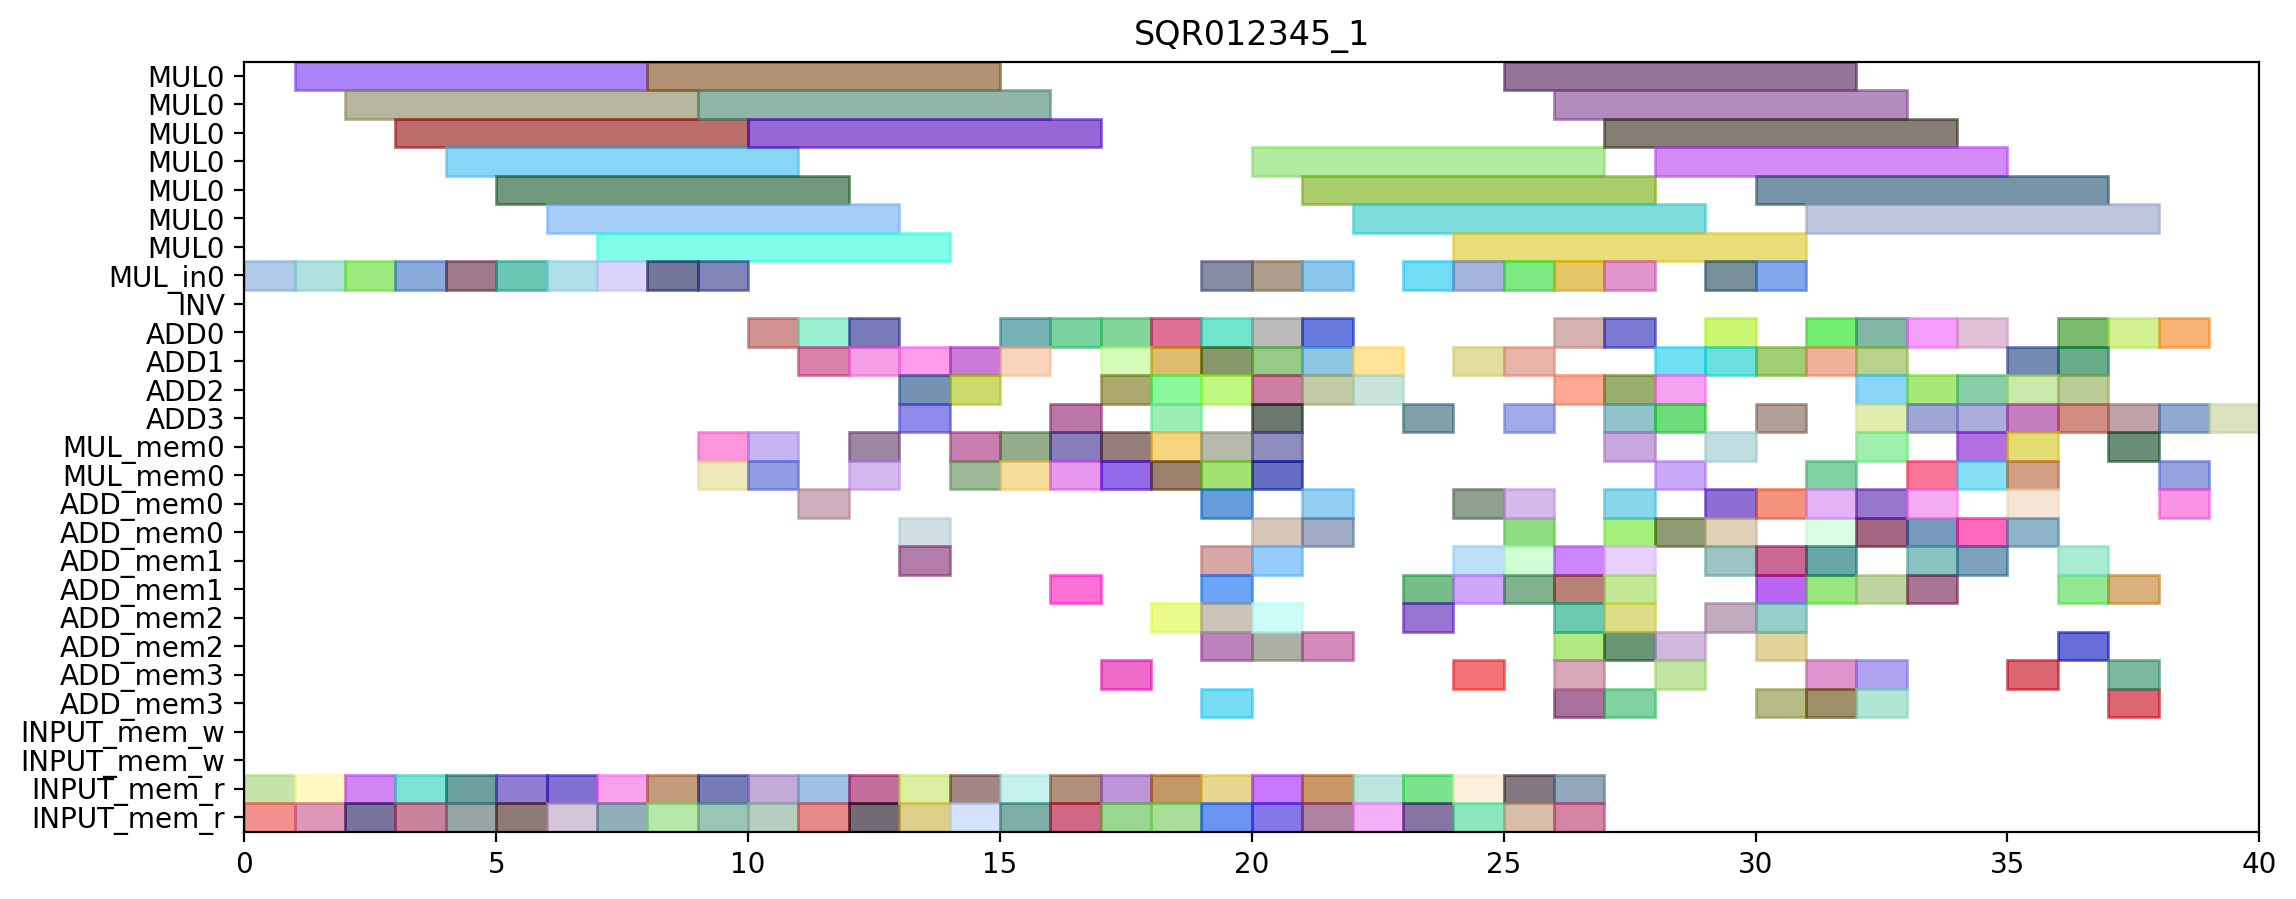 SQR012345_1
MUL0
MUL0
MUL0
MUL0
MUL0
MUL0
MUL0
MUL_in0
INV
ADD0
ADD1
ADD2
ADD3
MUL_mem0
MUL_mem0
ADD_mem0
ADD_mem0
ADD_mem1
ADD_mem1
ADD_mem2
ADD_mem2
ADD_mem3
ADD_mem3
INPUT_mem_w
INPUT_mem_w
INPUT_mem_r
INPUT_mem_r
0 5 10 15 20 25 30 35 40